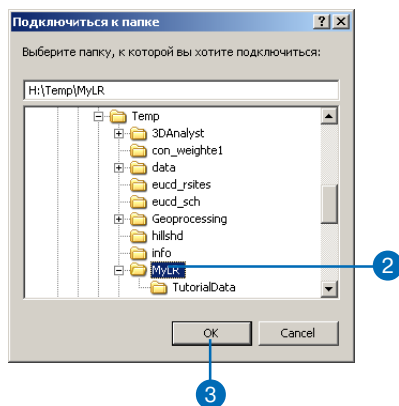 Подключиться к папке
Выберите папку, к которой вы хотите подключиться:
H:\Temp\MyLR
Temp
3DAnalyst
con_weighte1
data
eucd_rsites
eucd_sch
Geoprocessing
hillshd
info
MyLR
2
TutorialData
OK
Cancel
3